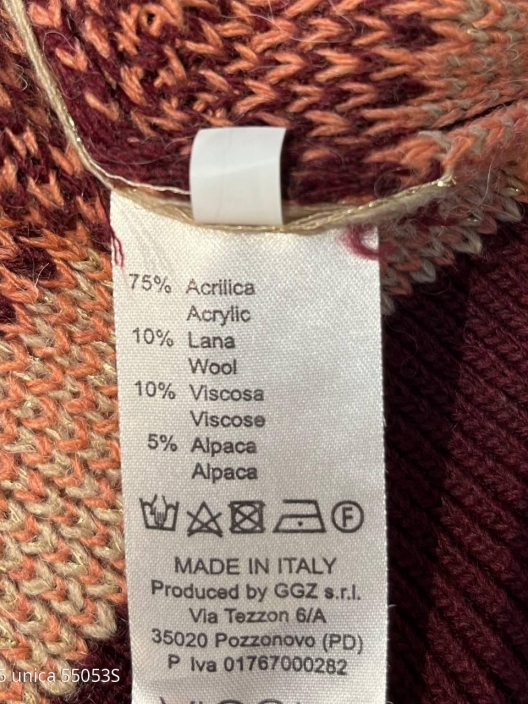 75% Acrilica
Acrylic
10% Lana
Wool
10% Viscosa
Viscose
5% Alpaca
Alpaca
F
MADE IN ITALY
Produced by GGZ s.r.l.
Via Tezzon 6/A
35020 Pozzonovo (PD)
P Iva 01767000282
unica 55053S